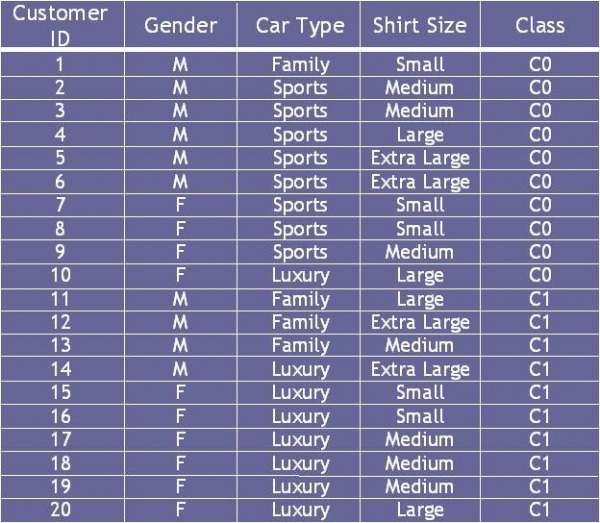 Customer ID Gender Car Type Shirt Size Class
1 M Family Small C0
2 M Sports Medium C0
3 M Sports Medium C0
4 M Sports Large C0
5 M Sports Extra Large C0
6 M Sports Extra Large C0
7 F Sports Small C0
8 F Sports Small C0
9 F Sports Medium C0
10 F Luxury Large C0
11 M Family Large C1
12 M Family Extra Large C1
13 M Family Medium C1
14 M Luxury Extra Large C1
15 F Luxury Small C1
16 F Luxury Small C1
17 F Luxury Medium C1
18 F Luxury Medium C1
19 F Luxury Medium C1
20 F Luxury Large C1